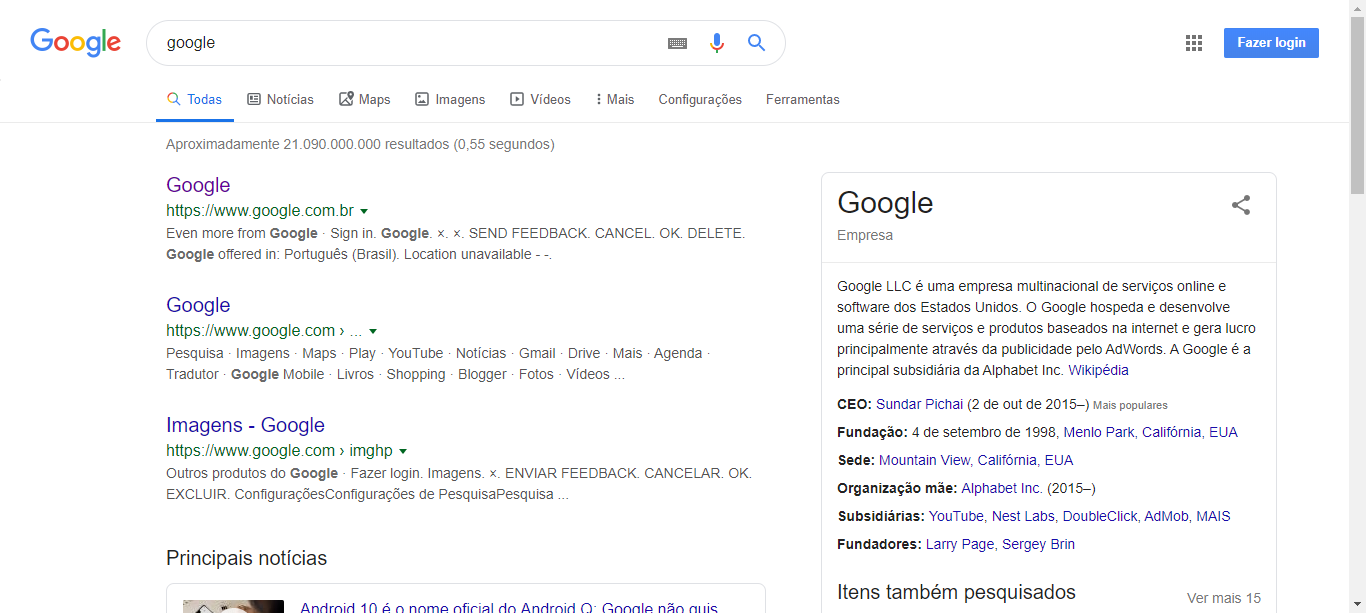 Google
google
Fazer login
Todas Notícias Maps Imagens Vídeos Mais Configurações Ferramentas
Aproximadamente 21.090.000.000 resultados (0,55 segundos)
Google
https://www.google.com.br
Even more from Google · Sign in. Google. ×. ×. SEND FEEDBACK. CANCEL. OK. DELETE.
Google offered in: Português (Brasil). Location unavailable - -.
Google
https://www.google.com › ...
Pesquisa · Imagens · Maps · Play · YouTube · Notícias · Gmail · Drive · Mais · Agenda ·
Tradutor · Google Mobile · Livros · Shopping · Blogger · Fotos · Vídeos ...
Imagens - Google
https://www.google.com › imghp
Outros produtos do Google · Fazer login. Imagens. ×. ENVIAR FEEDBACK. CANCELAR. OK.
EXCLUIR. ConfiguraçõesConfigurações de PesquisaPesquisa ...
Principais notícias
Android 10 é o nome oficial do Android Q: Google não quis
Google
Empresa
Google LLC é uma empresa multinacional de serviços online e
software dos Estados Unidos. O Google hospeda e desenvolve
uma série de serviços e produtos baseados na internet e gera lucro
principalmente através da publicidade pelo AdWords. A Google é a
principal subsidiária da Alphabet Inc. Wikipédia
CEO: Sundar Pichai (2 de out de 2015–) Mais populares
Fundação: 4 de setembro de 1998, Menlo Park, Califórnia, EUA
Sede: Mountain View, Califórnia, EUA
Organização mãe: Alphabet Inc. (2015–)
Subsidiárias: YouTube, Nest Labs, DoubleClick, AdMob, MAIS
Fundadores: Larry Page, Sergey Brin
Itens também pesquisados Ver mais 15